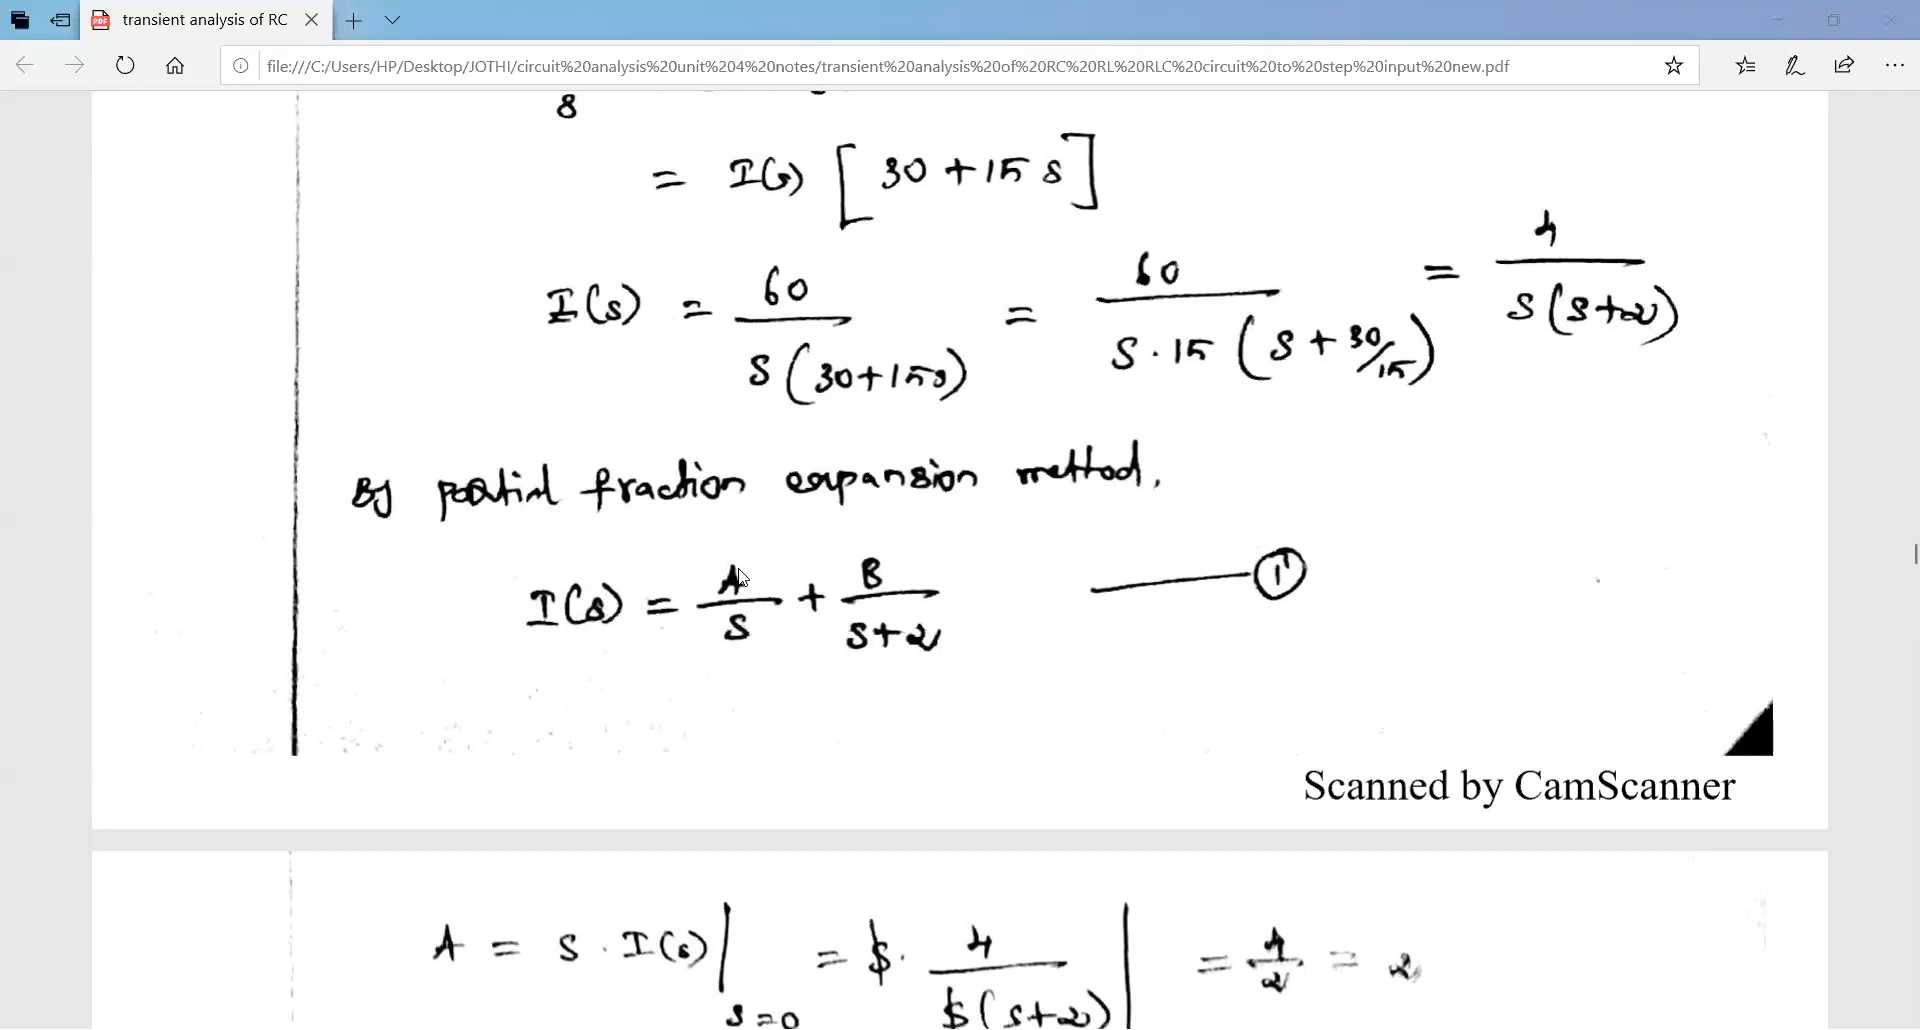 transient analysis of RC
file:///C:/Users/HP/Desktop/JOTHI/circuit%20analysis%20unit%204%20notes/transient%20analysis%20of%20RC%20RL%20RLC%20circuit%20to%20step%20input%20new.pdf
s
= I(s) [30 + 15 s]
I(s) = 60 / s(30+15s) = 60 / s·15 (s + 30/15) = 4 / s(s+2)
By partial fraction expansion method,
I(s) = A/s + B/s+2 ——— ①
Scanned by CamScanner
A = s . I(s)| s=0 = s. 4 / s(s+2) | = 4/2 = 2